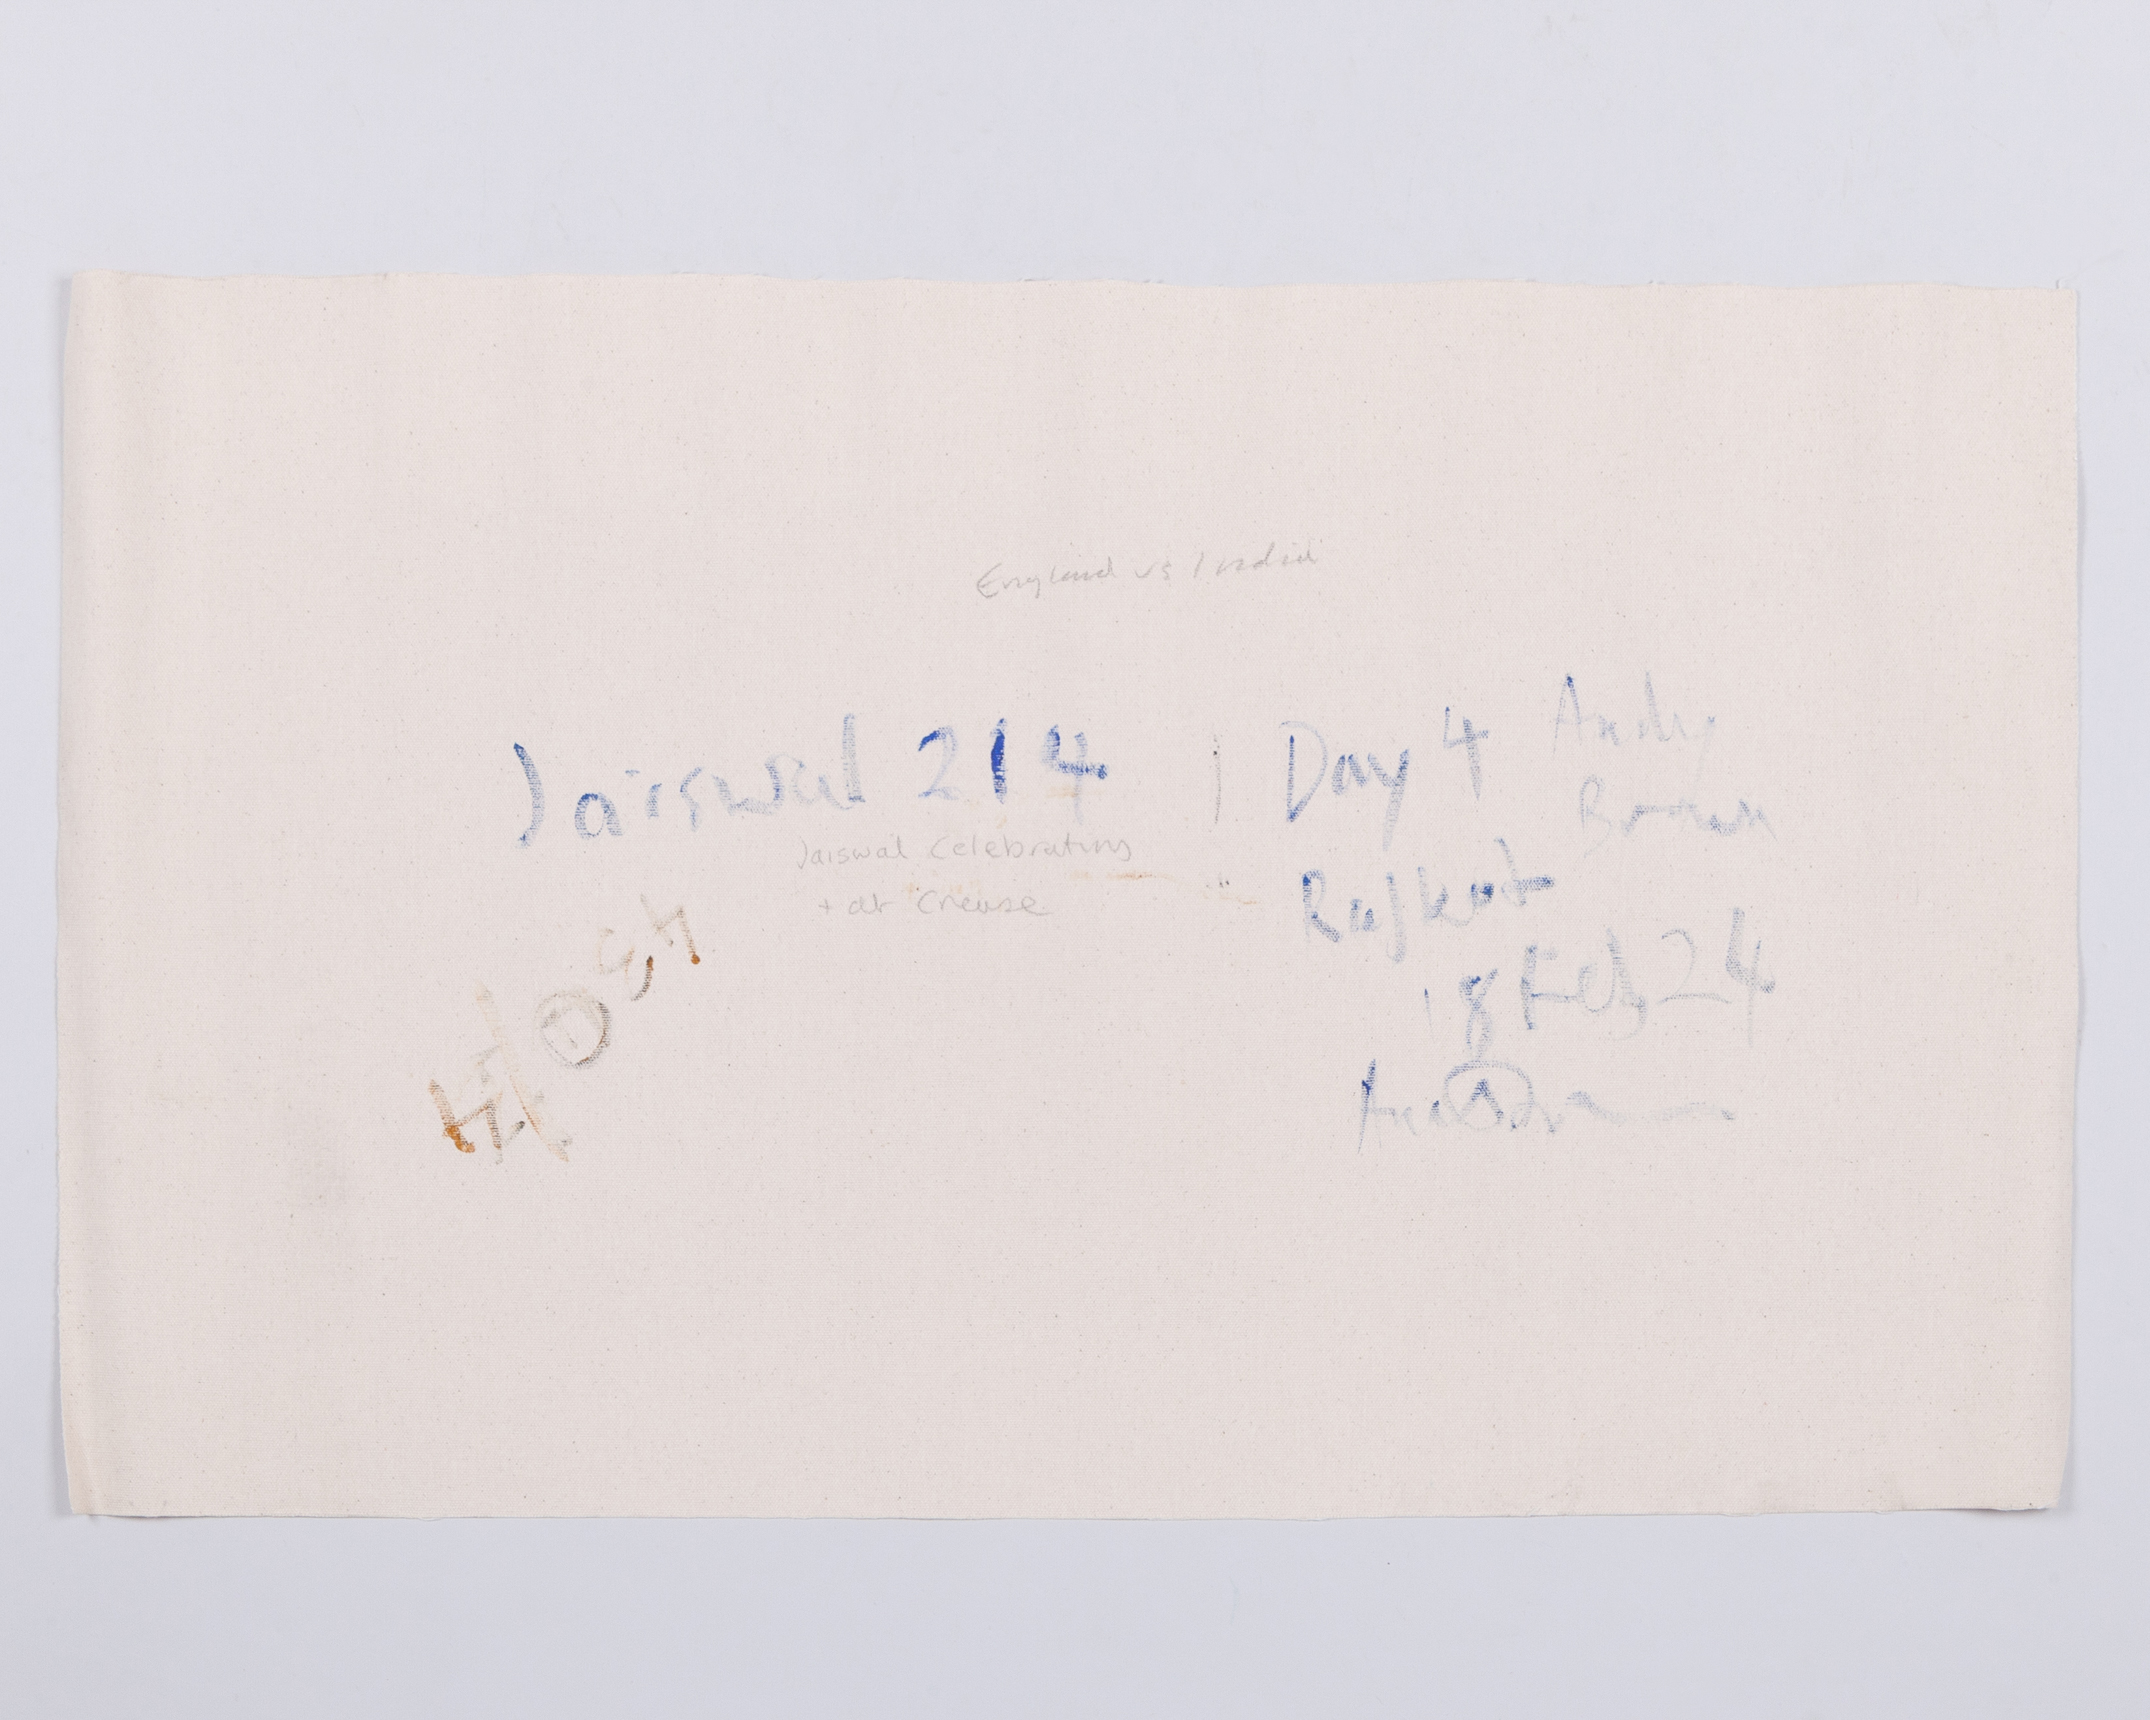 England vs India
Jaiswal 214 | Day 4 Andy
Brown
Jaiswal Celebrating
+ at Crease
Rajkot
18 Feb 24